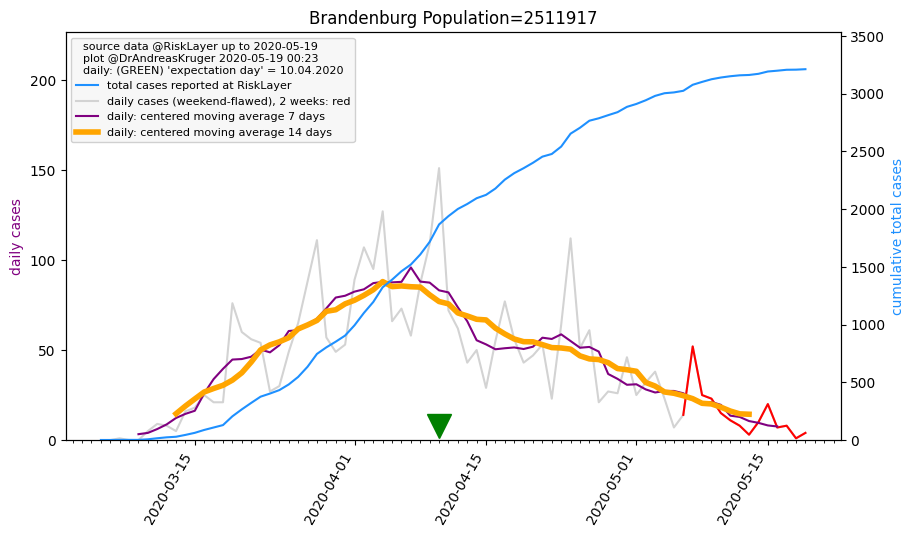 Brandenburg Population=2511917
source data @RiskLayer up to 2020-05-19
plot @DrAndreasKruger 2020-05-19 00:23
daily: (GREEN) 'expectation day' = 10.04.2020
total cases reported at RiskLayer
daily cases (weekend-flawed), 2 weeks: red
daily: centered moving average 7 days
daily: centered moving average 14 days
daily cases
200
150
100
50
0
cumulative total cases
3500
3000
2500
2000
1500
1000
500
0
2020-03-15
2020-04-01
2020-04-15
2020-05-01
2020-05-15